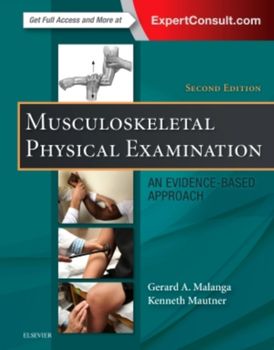 Get Full Access and More at
ExpertConsult.com
SECOND EDITION
MUSCULOSKELETAL
PHYSICAL EXAMINATION
AN EVIDENCE-BASED
APPROACH
Gerard A. Malanga
Kenneth Mautner
ELSEVIER